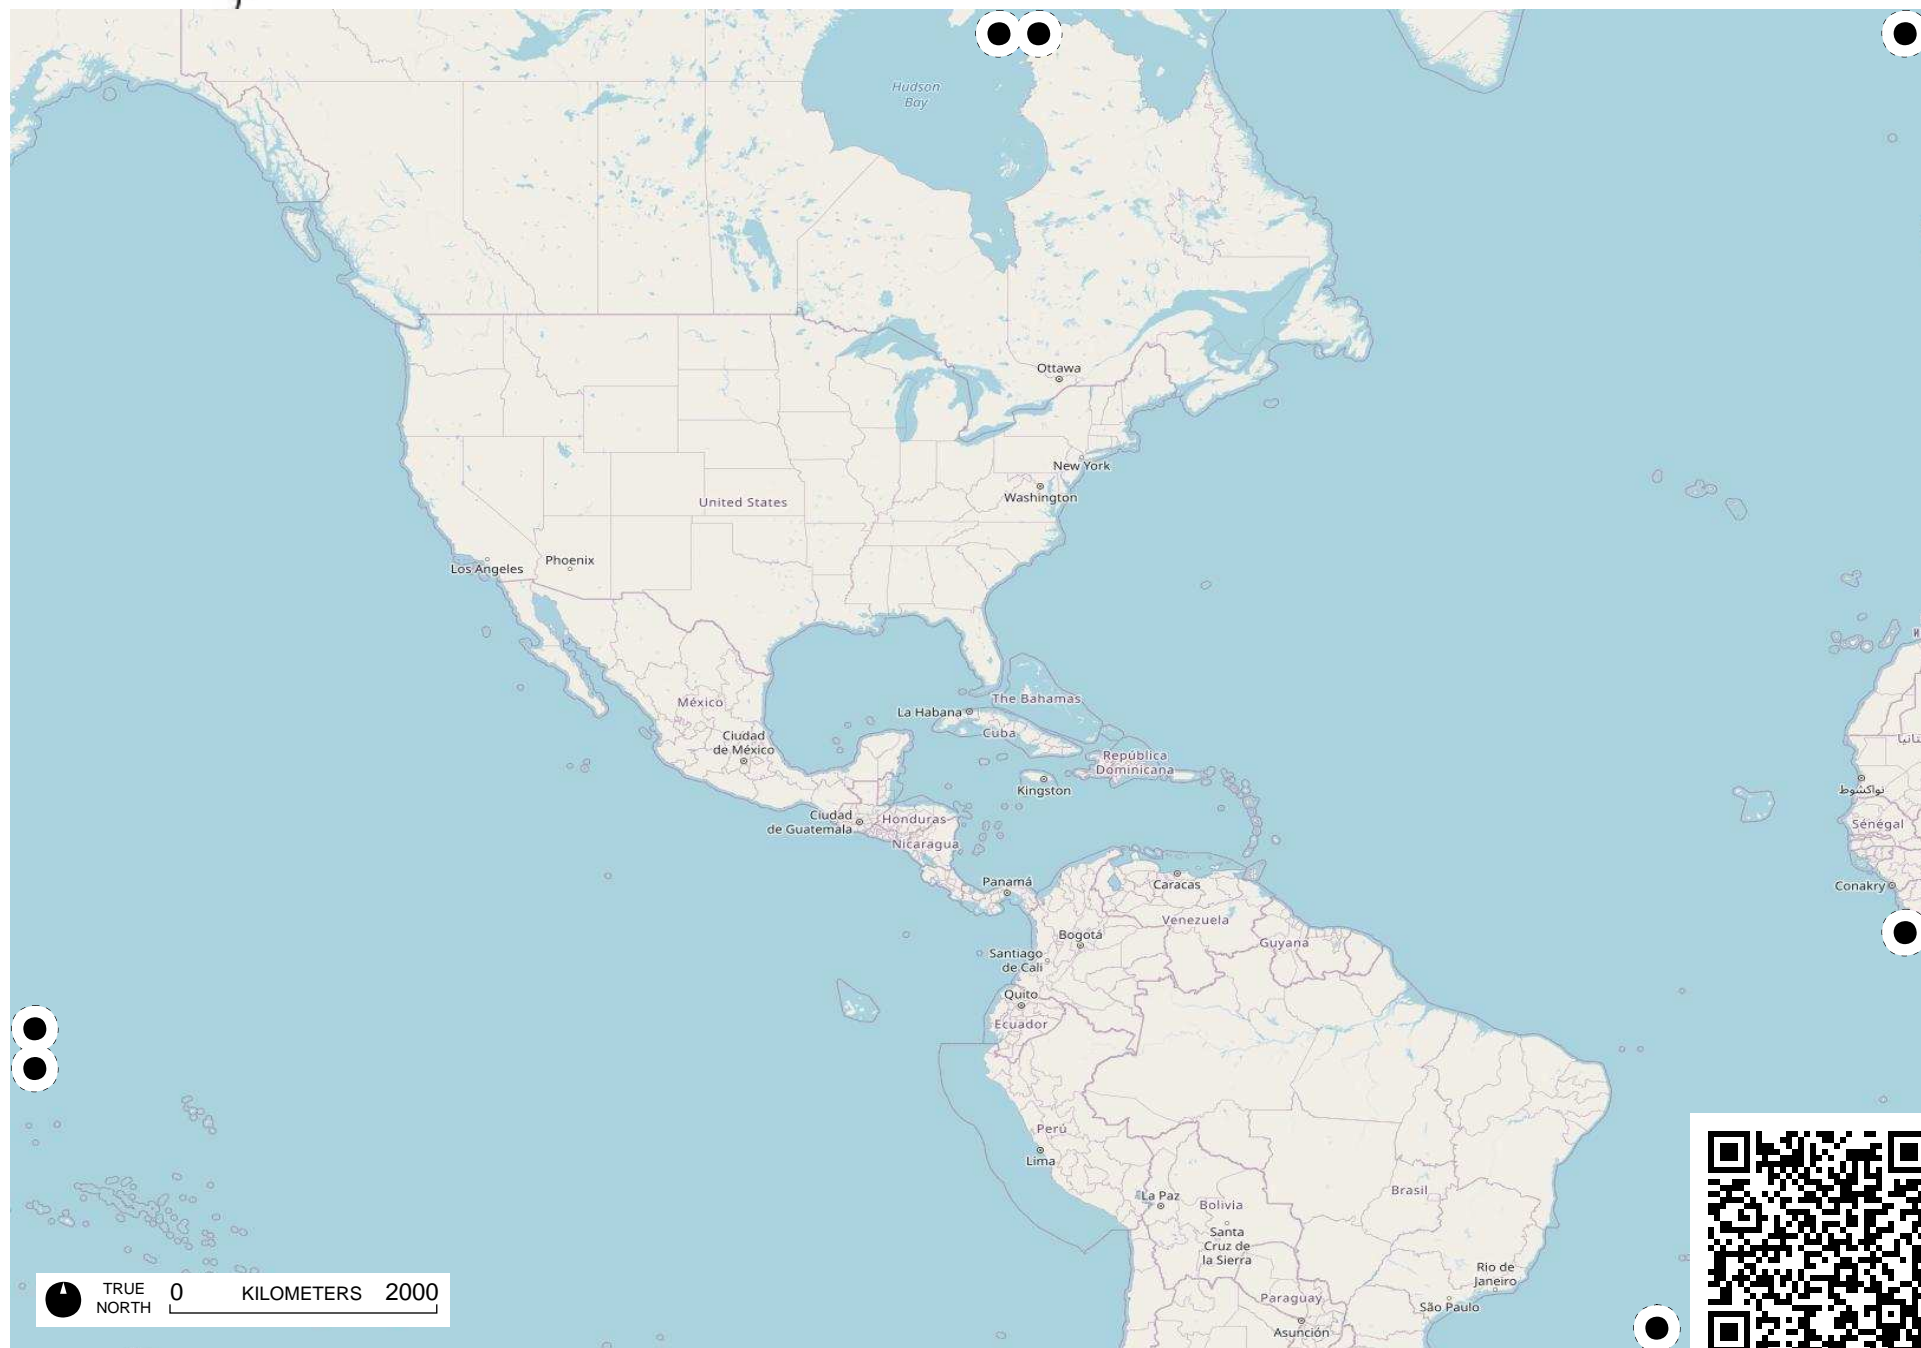 Hudson
Bay
Ottawa
New York
Washington
United States
Phoenix
Los Angeles
México
The Bahamas
La Habana
Cuba
Ciudad
de México
República
Dominicana
Kingston
نواكشوط
Ciudad
de Guatemala
Honduras
Sénégal
Nicaragua
Panamá
Caracas
Conakry
Venezuela
Bogotá
Guyana
Santiago
de Cali
Quito
Ecuador
Perú
Lima
La Paz
Brasil
Bolivia
Santa
Cruz de
la Sierra
Rio de
Janeiro
TRUE
NORTH
0 KILOMETERS 2000
Paraguay
São Paulo
Asunción